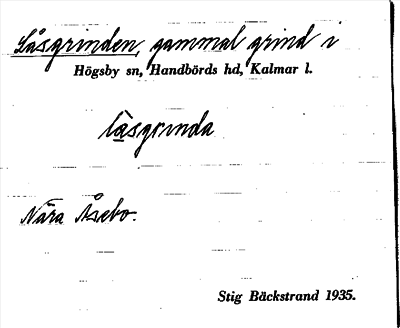 Låsgrinden, gammal grind i
Högsby sn, Handbörds hd, Kalmar l.
låsgrinda
Nära Åsebo.
Stig Bäckstrand 1935.